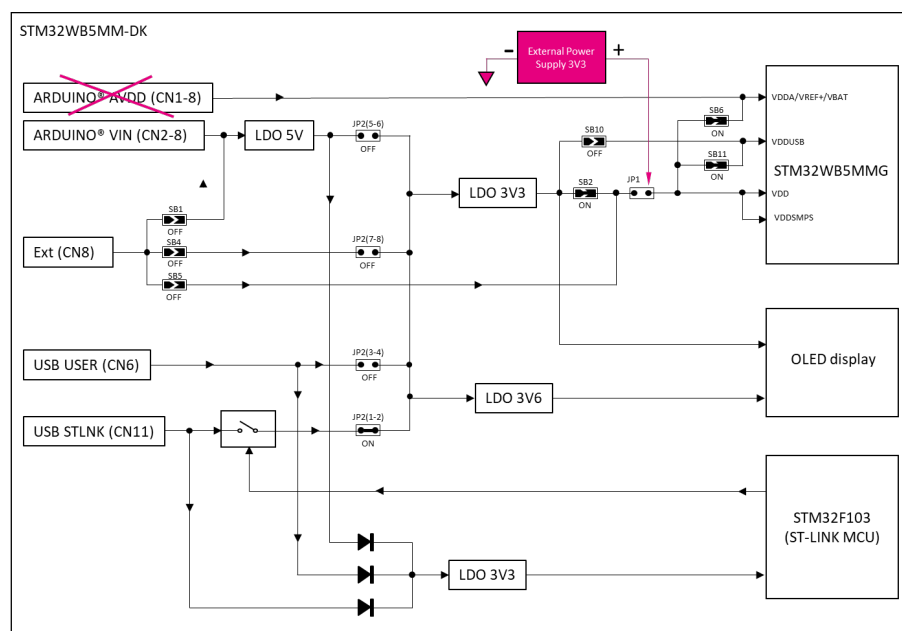 STM32WB5MM-DK
-
External Power
Supply 3V3
+
ARDUINO® AVDD (CN1-8)
VDDA/VREF+/VBAT
SB6
ON
ARDUINO® VIN (CN2-8)
LDO 5V
JP2(5-6)
OFF
SB10
OFF
VDDUSB
SB11
ON
STM32WB5MMG
LDO 3V3
SB2
ON
JP1
VDD
VDDSMPS
SB1
OFF
Ext (CN8)
SB4
OFF
JP2(7-8)
OFF
SB5
OFF
OLED display
USB USER (CN6)
JP2(3-4)
OFF
LDO 3V6
USB STLNK (CN11)
JP2(1-2)
ON
STM32F103
(ST-LINK MCU)
LDO 3V3